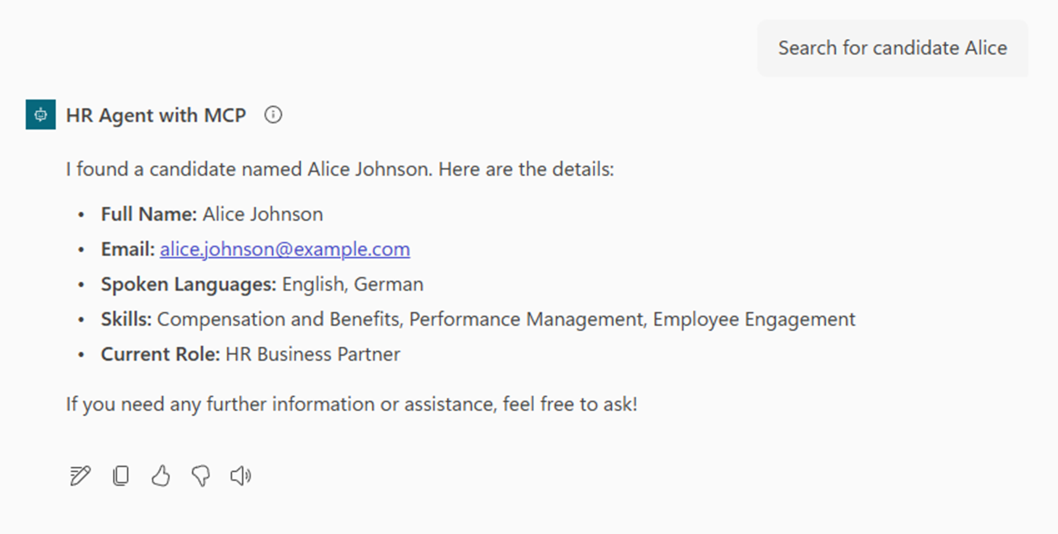 Search for candidate Alice
HR Agent with MCP
I found a candidate named Alice Johnson. Here are the details:
• Full Name: Alice Johnson
• Email: alice.johnson@example.com
• Spoken Languages: English, German
• Skills: Compensation and Benefits, Performance Management, Employee Engagement
• Current Role: HR Business Partner
If you need any further information or assistance, feel free to ask!